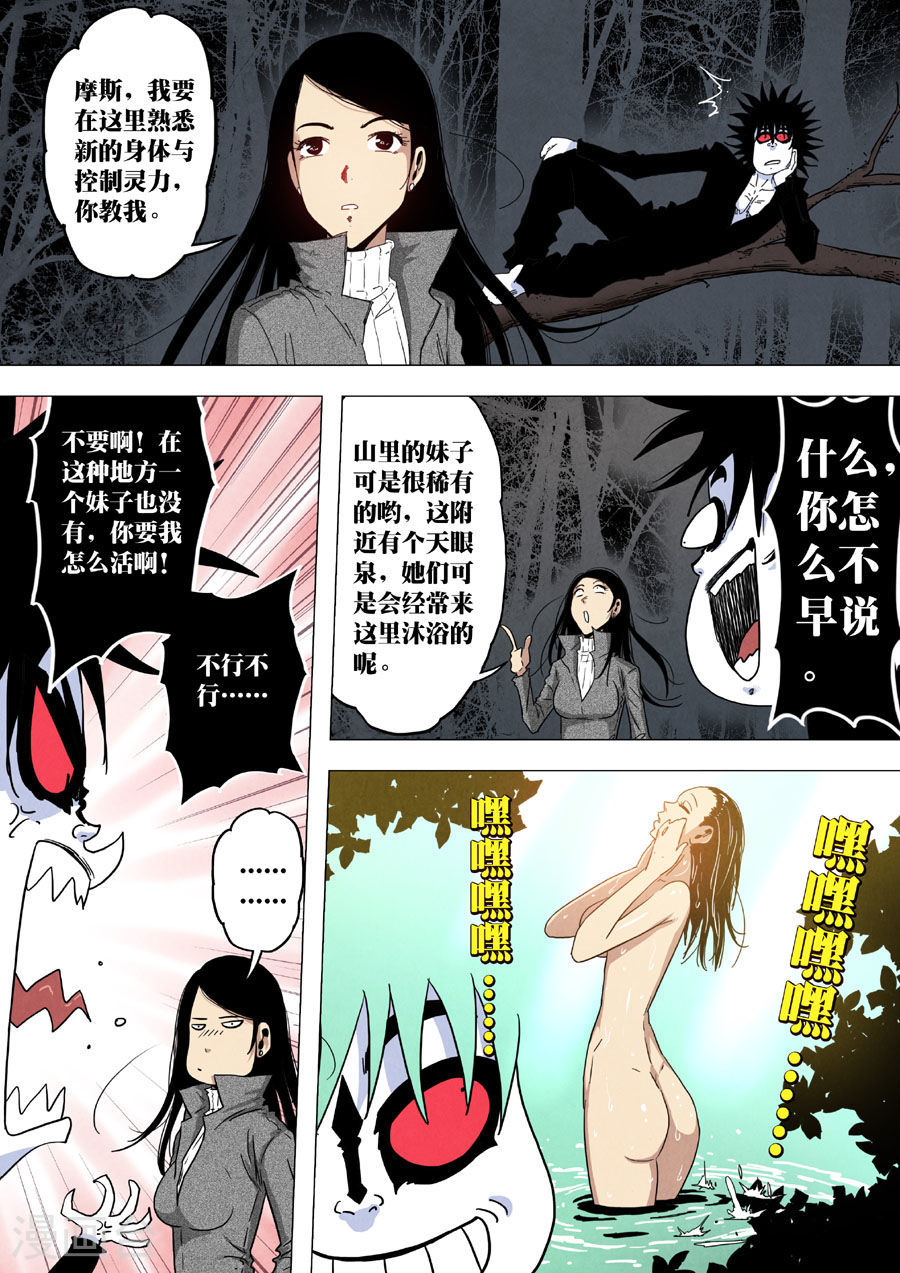 摩斯，我要
在这里熟悉
新的身体与
控制灵力，
你教我。
不要啊！在
这种地方一
个妹子也没
有，你要我
怎么活啊！
不行不
行……
……
……
山里的妹子
可是很稀有
的哟，这附
近有个天眼
泉，她们可
是会经常来
这里沐浴的
呢。
什么，
你怎
么不
早说
。
嘿嘿嘿嘿……
嘿嘿嘿嘿……
漫画台